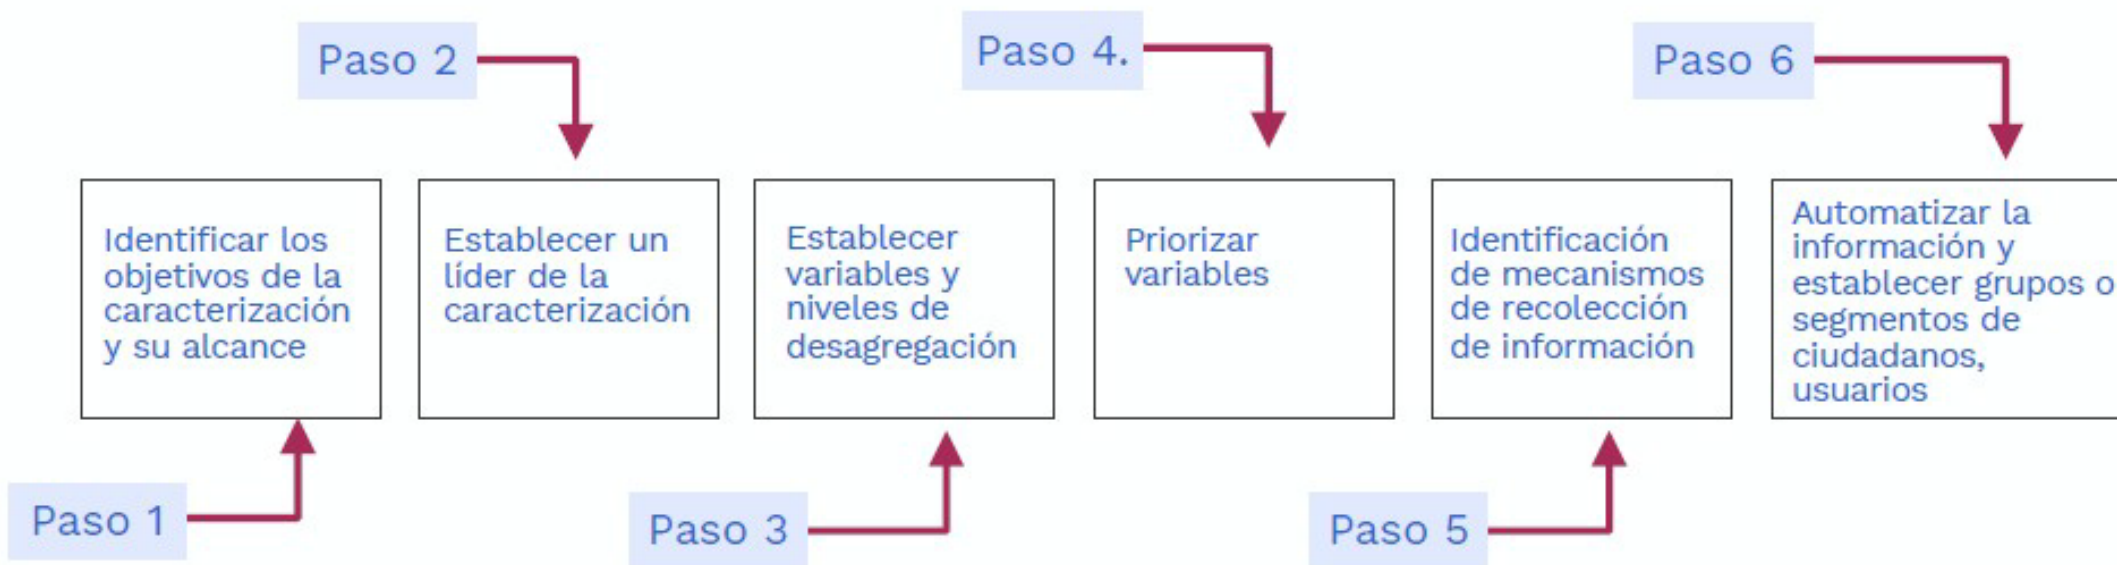 Paso 2
Paso 4.
Paso 6
Identificar los
objetivos de la
caracterización
y su alcance
Establecer un
líder de la
caracterización
Establecer
variables y
niveles de
desagregación
Priorizar
variables
Identificación
de mecanismos
de recolección
de información
Automatizar la
información y
establecer grupos o
segmentos de
ciudadanos,
usuarios
Paso 1
Paso 3
Paso 5